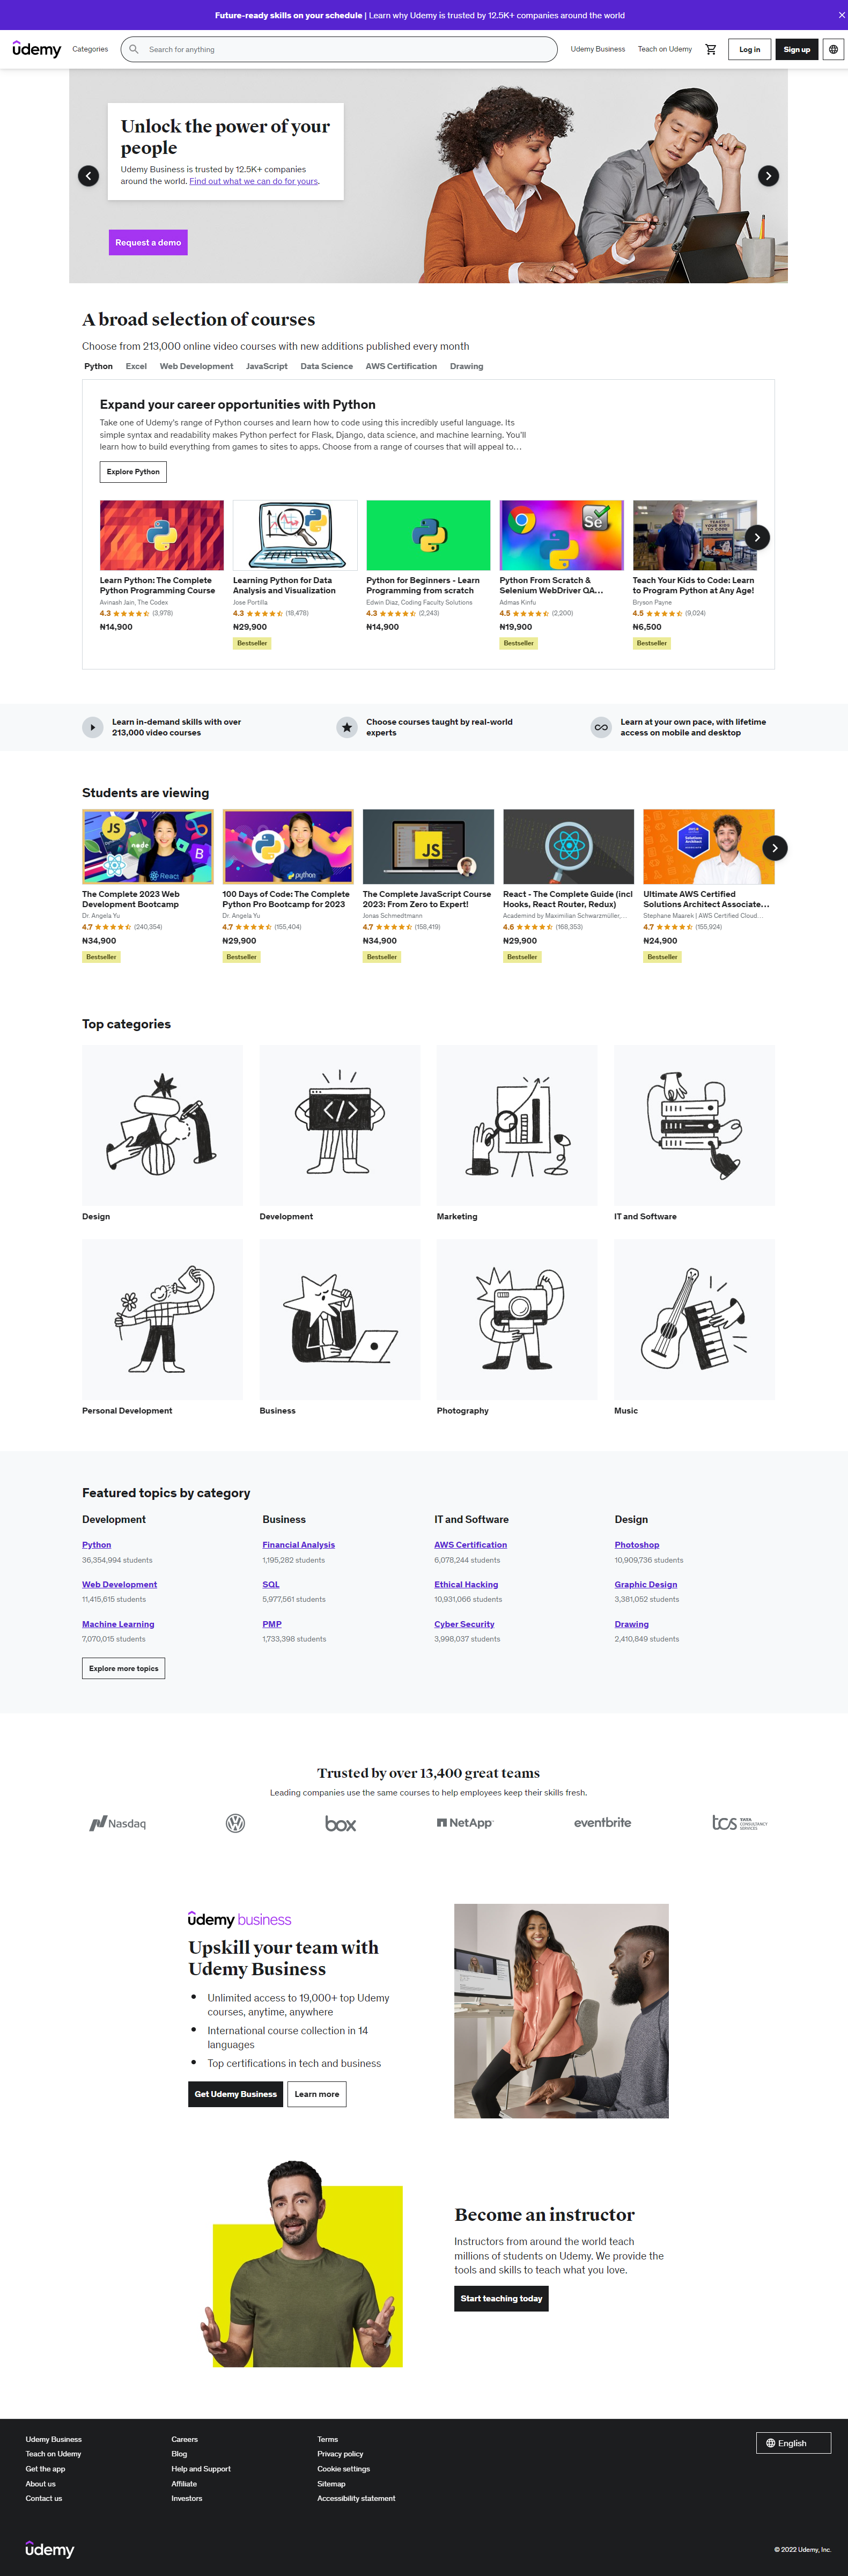 Future-ready skills on your schedule | Learn why Udemy is trusted by 12.5K+ companies around the world
udemy
Categories
Search for anything
Udemy Business
Teach on Udemy
Log in
Sign up
Unlock the power of your
people
Udemy Business is trusted by 12.5K+ companies
around the world. Find out what we can do for yours.
Request a demo
A broad selection of courses
Choose from 213,000 online video courses with new additions published every month
Python
Excel
Web Development
JavaScript
Data Science
AWS Certification
Drawing
Expand your career opportunities with Python
Take one of Udemy's range of Python courses and learn how to code using this incredibly useful language. Its
simple syntax and readability makes Python perfect for Flask, Django, data science, and machine learning. You'll
learn how to build everything from games to sites to apps. Choose from a range of courses that will appeal to…
Explore Python
Se
TEACH
YOUR KIDS
TO CODE
Learn Python: The Complete
Python Programming Course
Avinash Jain, The Codex
4.3 (3,978)
₦14,900
Learning Python for Data
Analysis and Visualization
Jose Portilla
4.3 (18,478)
₦29,900
Bestseller
Python for Beginners - Learn
Programming from scratch
Edwin Diaz, Coding Faculty Solutions
4.3 (2,243)
₦14,900
Python From Scratch &
Selenium WebDriver QA…
Admas Kinfu
4.5 (2,200)
₦19,900
Bestseller
Teach Your Kids to Code: Learn
to Program Python at Any Age!
Bryson Payne
4.5 (9,024)
₦6,500
Bestseller
Learn in-demand skills with over
213,000 video courses
Choose courses taught by real-world
experts
Learn at your own pace, with lifetime
access on mobile and desktop
Students are viewing
JS
node
React
B
python
JS
The Complete 2023 Web
Development Bootcamp
Dr. Angela Yu
4.7 (240,354)
₦34,900
Bestseller
100 Days of Code: The Complete
Python Pro Bootcamp for 2023
Dr. Angela Yu
4.7 (155,404)
₦29,900
Bestseller
The Complete JavaScript Course
2023: From Zero to Expert!
Jonas Schmedtmann
4.7 (158,419)
₦34,900
Bestseller
React - The Complete Guide (incl
Hooks, React Router, Redux)
Academind by Maximilian Schwarzmüller,…
4.6 (168,353)
₦29,900
Bestseller
Ultimate AWS Certified
Solutions Architect Associate…
Stephane Maarek | AWS Certified Cloud…
4.7 (155,924)
₦24,900
Bestseller
Top categories
</>
Design
Development
Marketing
IT and Software
Personal Development
Business
Photography
Music
Featured topics by category
Development
Python
36,354,994 students
Web Development
11,415,615 students
Machine Learning
7,070,015 students
Business
Financial Analysis
1,195,282 students
SQL
5,977,561 students
PMP
1,733,398 students
IT and Software
AWS Certification
6,078,244 students
Ethical Hacking
10,931,066 students
Cyber Security
3,998,037 students
Design
Photoshop
10,909,736 students
Graphic Design
3,381,052 students
Drawing
2,410,849 students
Explore more topics
Trusted by over 13,400 great teams
Leading companies use the same courses to help employees keep their skills fresh.
Nasdaq
box
NetApp
eventbrite
tcs TATA
CONSULTANCY
SERVICES
udemy business
Upskill your team with
Udemy Business
Unlimited access to 19,000+ top Udemy
courses, anytime, anywhere
International course collection in 14
languages
Top certifications in tech and business
Get Udemy Business
Learn more
Become an instructor
Instructors from around the world teach
millions of students on Udemy. We provide the
tools and skills to teach what you love.
Start teaching today
Udemy Business
Teach on Udemy
Get the app
About us
Contact us
Careers
Blog
Help and Support
Affiliate
Investors
Terms
Privacy policy
Cookie settings
Sitemap
Accessibility statement
English
udemy
© 2022 Udemy, Inc.